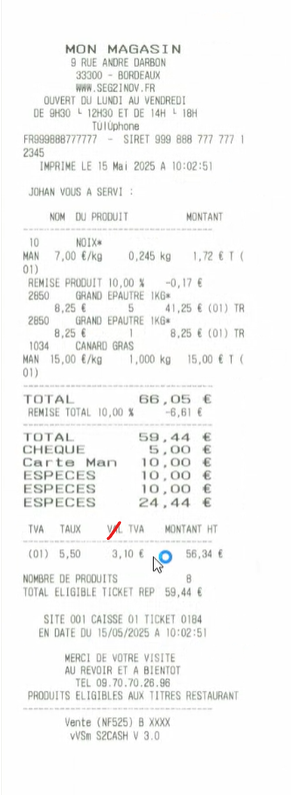 MON MAGASIN
9 RUE ANDRE DARBON
33300 - BORDEAUX
WWW.SEG2INOV.FR
OUVERT DU LUNDI AU VENDREDI
DE 9H30 └ 12H30 ET DE 14H └ 18H
TÚlÚphone
FR999888777777 - SIRET 999 888 777 777 1
2345
IMPRIME LE 15 Mai 2025 A 10:02:51
JOHAN VOUS A SERVI :
NOM DU PRODUIT MONTANT
10 NOIX*
MAN 7,00 €/kg 0,245 kg 1,72 € T (
01)
REMISE PRODUIT 10,00 % -0,17 €
2850 GRAND EPAUTRE 1KG*
8,25 € 5 41,25 € (01) TR
2850 GRAND EPAUTRE 1KG*
8,25 € 1 8,25 € (01) TR
1034 CANARD GRAS
MAN 15,00 €/kg 1,000 kg 15,00 € T (
01)
TOTAL 66,05 €
REMISE TOTAL 10,00 % -6,61 €
TOTAL 59,44 €
CHEQUE 5,00 €
Carte Man 10,00 €
ESPECES 10,00 €
ESPECES 10,00 €
ESPECES 24,44 €
TVA TAUX VAL TVA MONTANT HT
(01) 5,50 3,10 € 56,34 €
NOMBRE DE PRODUITS 8
TOTAL ELIGIBLE TICKET REP 59,44 €
SITE 001 CAISSE 01 TICKET 0184
EN DATE DU 15/05/2025 A 10:02:51
MERCI DE VOTRE VISITE
AU REVOIR ET A BIENTOT
TEL 09.70.70.26.96
PRODUITS ELIGIBLES AUX TITRES RESTAURANT
Vente (NF525) B XXXX
vVSm S2CASH V 3.0